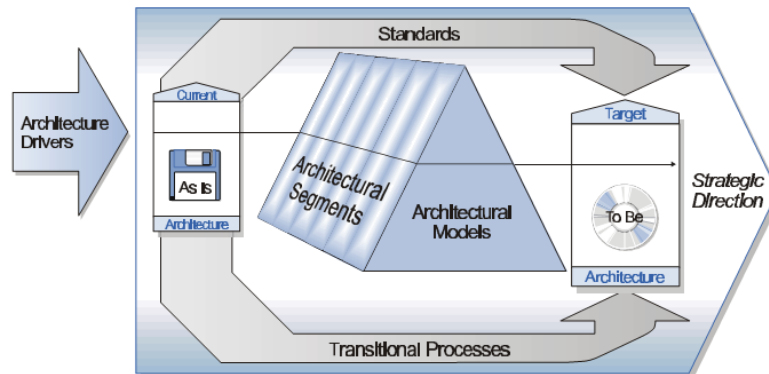 Standards
Current
Architecture
Drivers
As Is
Architecture
Architectural
Segments
Architectural
Models
Target
To Be
Architecture
Strategic
Direction
Transitional Processes